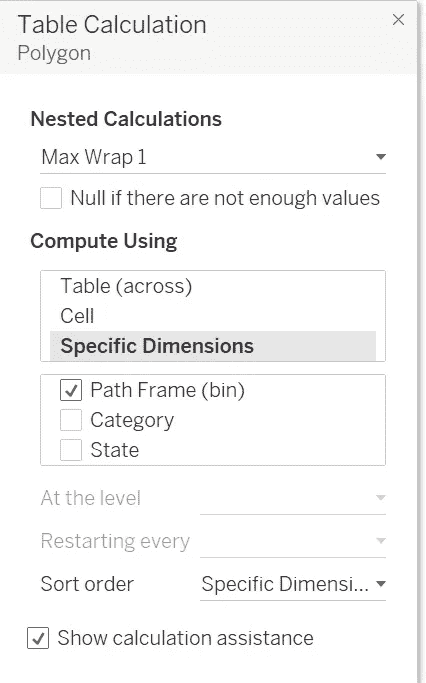 Table Calculation
Polygon
Nested Calculations
Max Wrap 1
Null if there are not enough values
Compute Using
Table (across)
Cell
Specific Dimensions
Path Frame (bin)
Category
State
At the level
Restarting every
Sort order Specific Dimensi...
Show calculation assistance